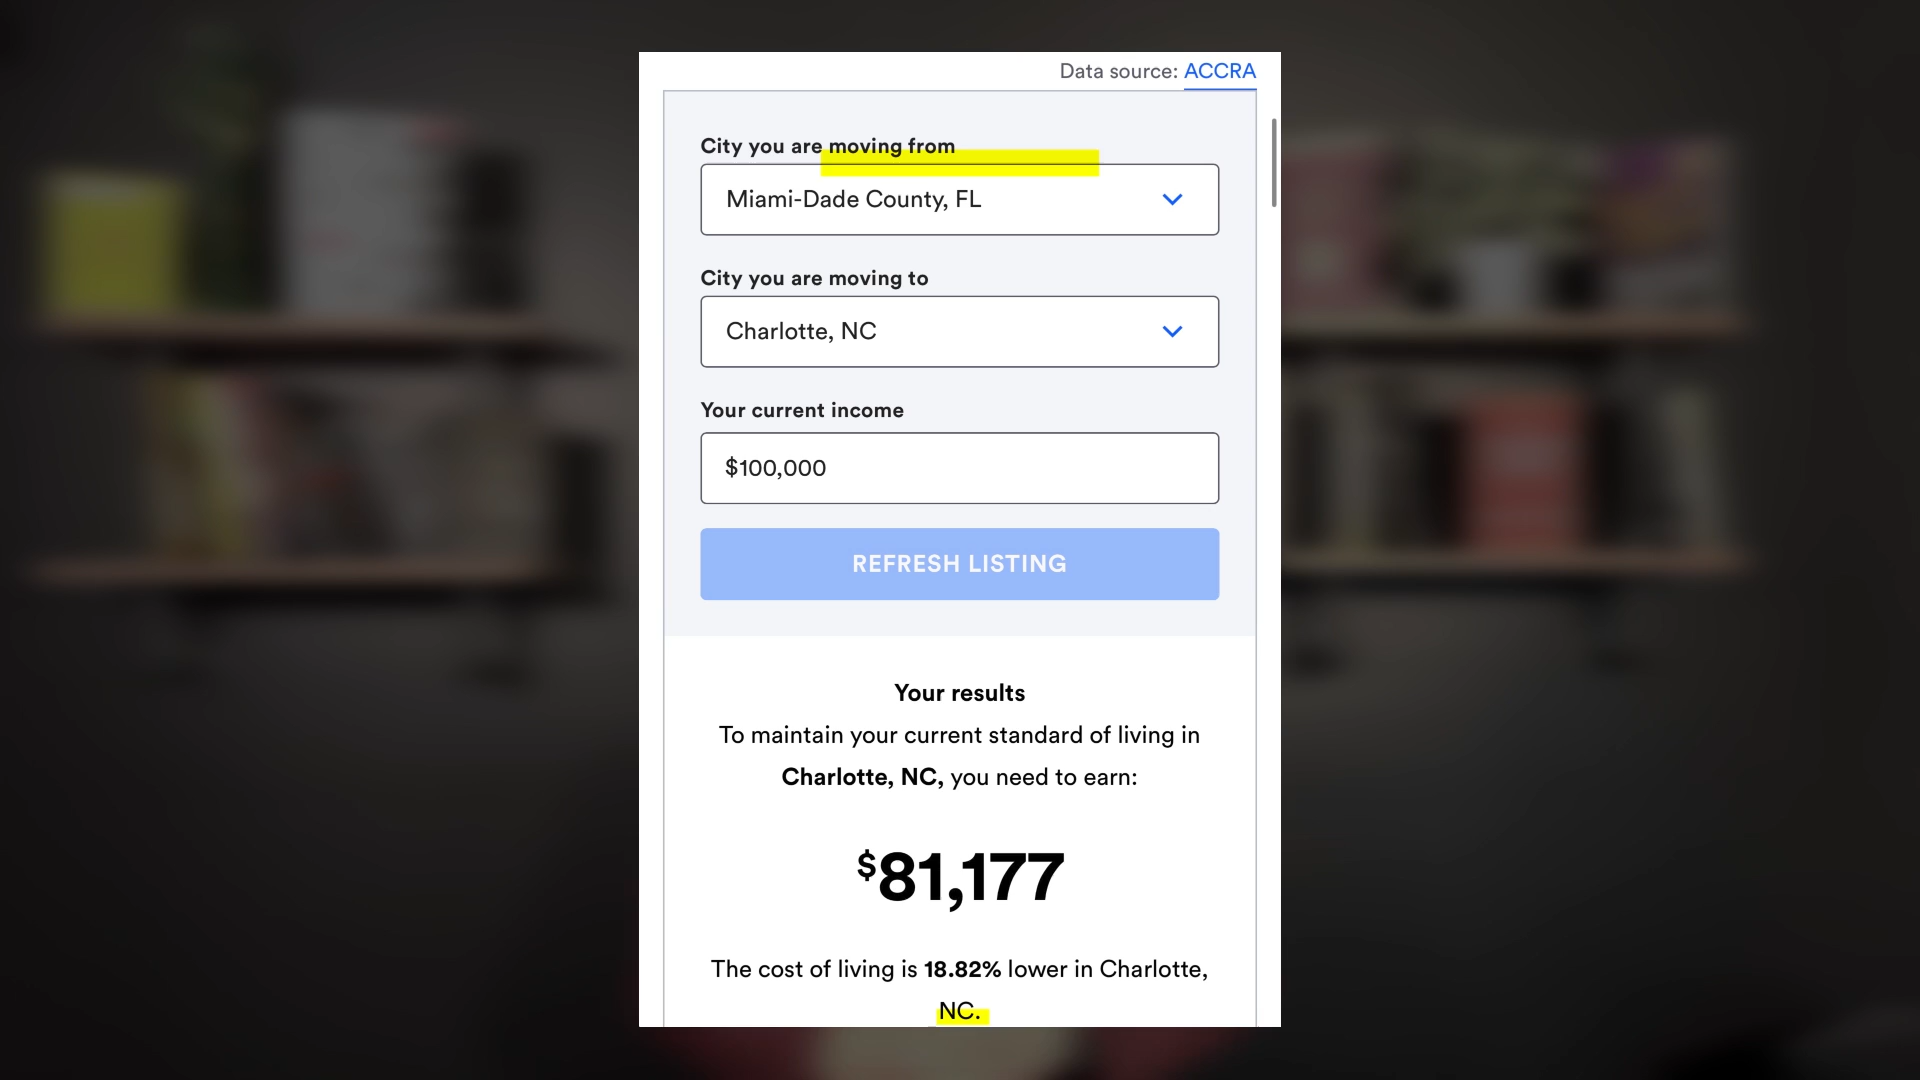 Data source: ACCRA
City you are moving from
Miami-Dade County, FL
City you are moving to
Charlotte, NC
Your current income
$100,000
REFRESH LISTING
Your results
To maintain your current standard of living in
Charlotte, NC, you need to earn:
$81,177
The cost of living is 18.82% lower in Charlotte,
NC.